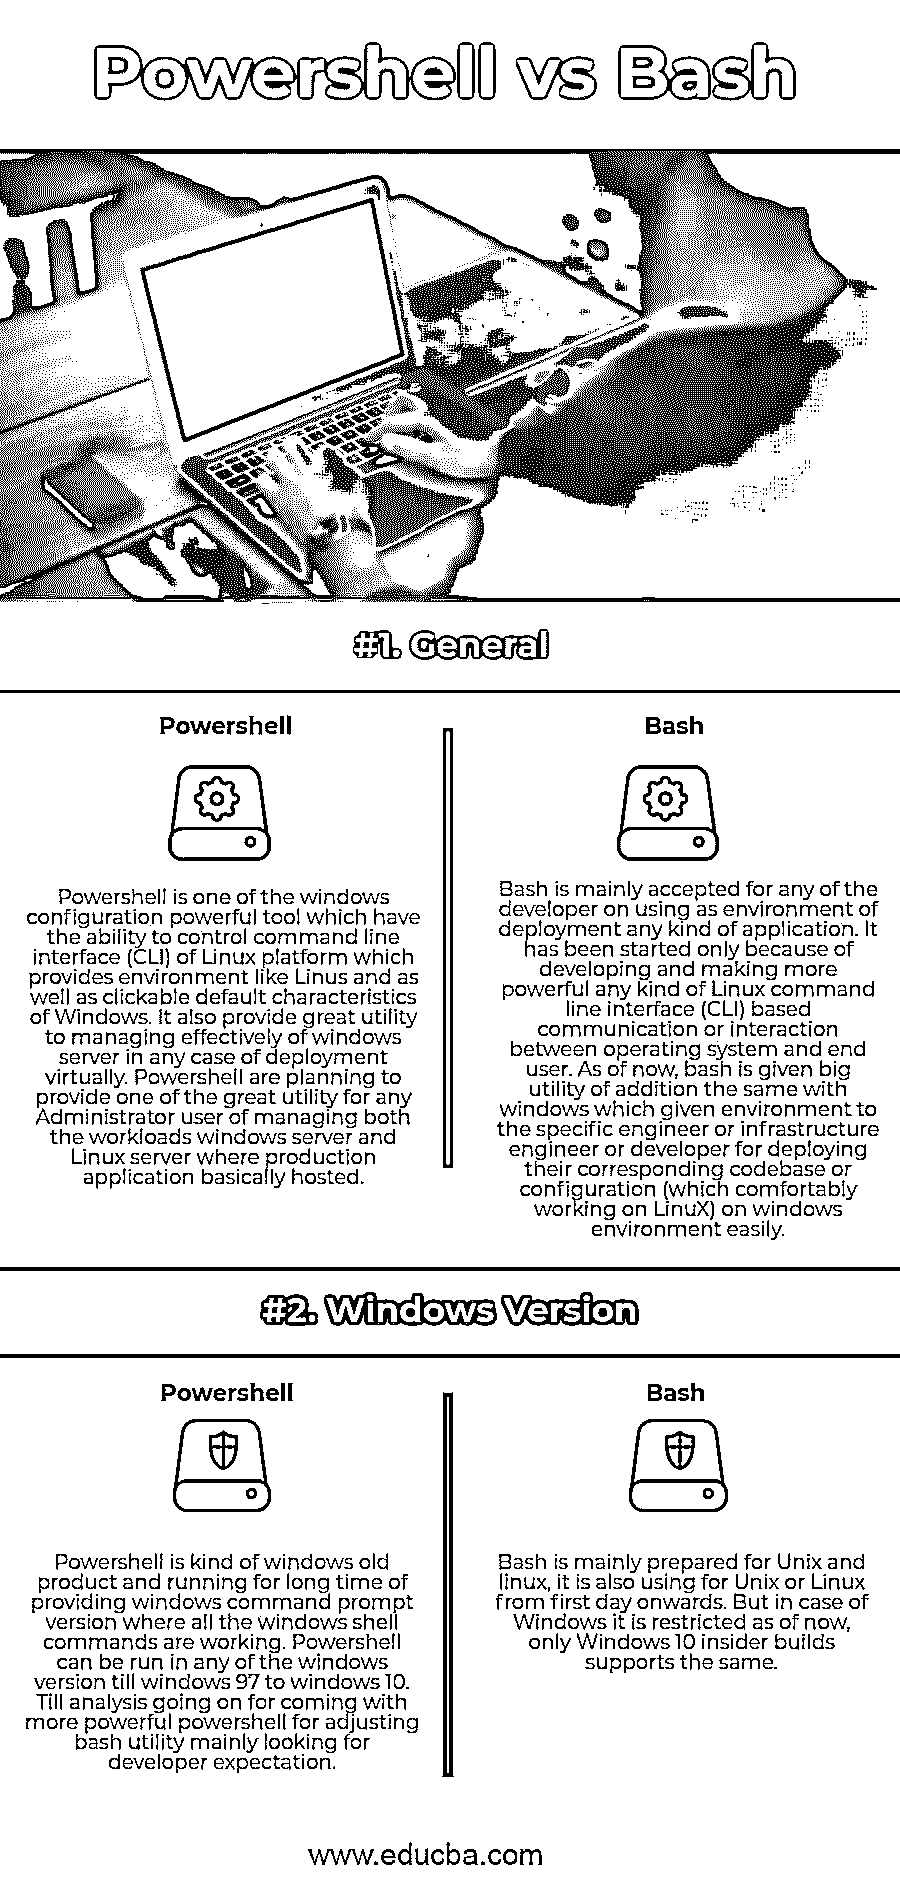 Powershell vs Bash
#1. General
Powershell
Powershell is one of the windows
configuration powerful tool which have
the ability to control command line
interface (CLI) of Linux platform which
provides environment like Linus and as
well as clickable default characteristics
of Windows. It also provide great utility
to managing effectively of windows
server in any case of deployment
virtually. Powershell are planning to
provide one of the great utility for any
Administrator user of managing both
the workloads windows server and
Linux server where production
application basically hosted.
Bash
Bash is mainly accepted for any of the
developer on using as environment of
deployment any kind of application. It
has been started only because of
developing and making more
powerful any kind of Linux command
line interface (CLI) based
communication or interaction
between operating system and end
user. As of now, bash is given big
utility of addition the same with
windows which given environment to
the specific engineer or infrastructure
engineer or developer for deploying
their corresponding codebase or
configuration (which comfortably
working on LinuX) on windows
environment easily.
#2. Windows Version
Powershell
Powershell is kind of windows old
product and running for long time of
providing windows command prompt
version where all the windows shell
commands are working. Powershell
can be run in any of the windows
version till windows 97 to windows 10.
Till analysis going on for coming with
more powerful powershell for adjusting
bash utility mainly looking for
developer expectation.
Bash
Bash is mainly prepared for Unix and
linux, it is also using for Unix or Linux
from first day onwards. But in case of
Windows it is restricted as of now,
only Windows 10 insider builds
supports the same.
www.educba.com